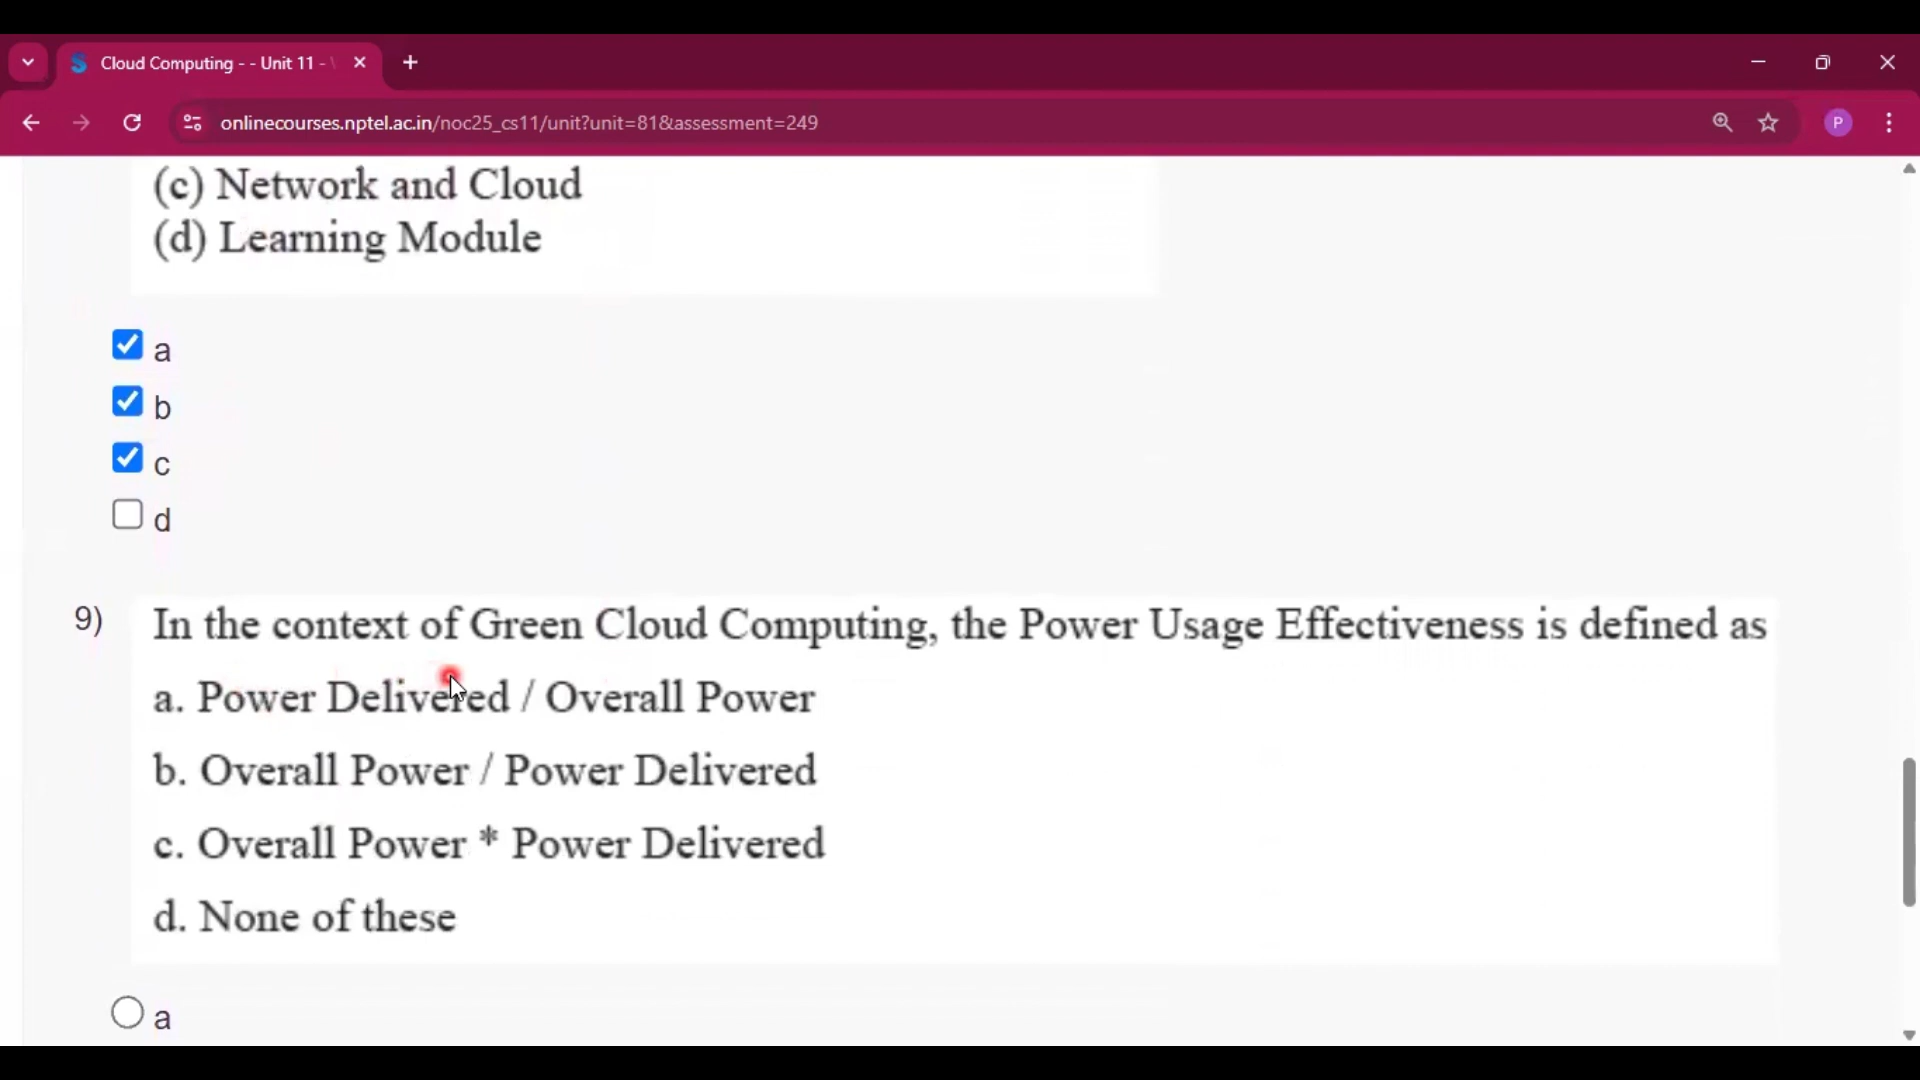 Cloud Computing - - Unit 11 -
onlinecourses.nptel.ac.in/noc25_cs11/unit?unit=81&assessment=249
P
(c) Network and Cloud
(d) Learning Module
a
b
c
d
9) In the context of Green Cloud Computing, the Power Usage Effectiveness is defined as
a. Power Delivered / Overall Power
b. Overall Power / Power Delivered
c. Overall Power * Power Delivered
d. None of these
a